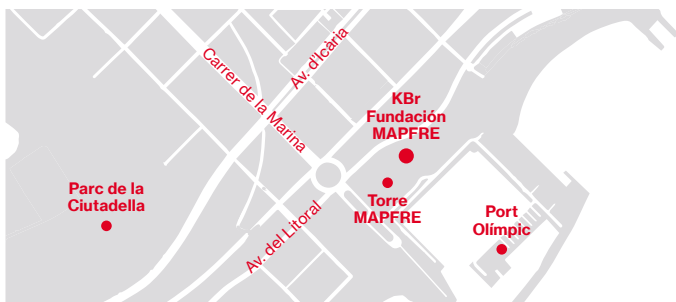 Carrer de la Marina
Av. d'Icària
KBr
Fundación
MAPFRE
Parc de la
Ciutadella
Torre
MAPFRE
Av. del Litoral
Port
Olímpic